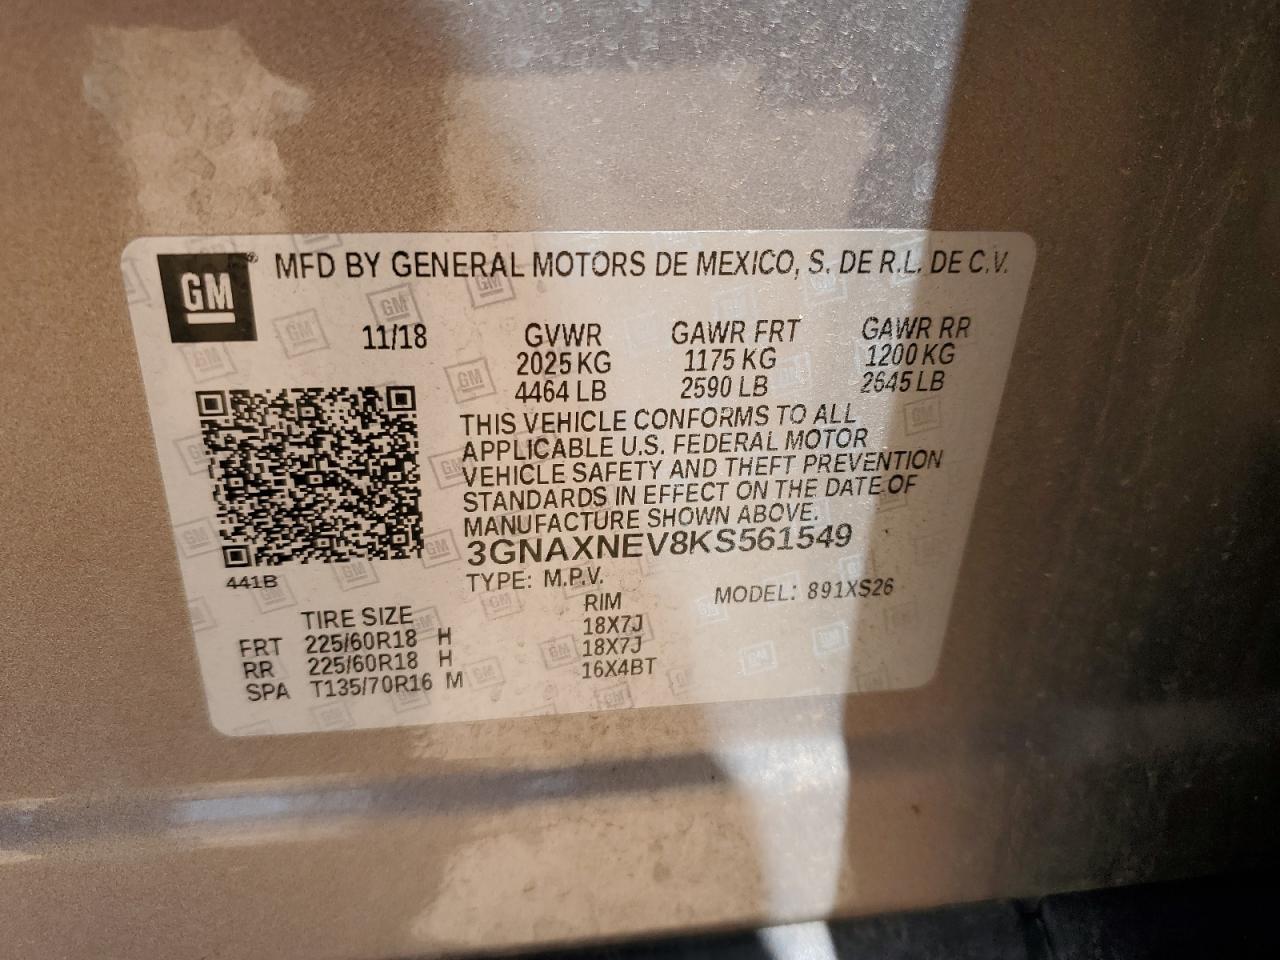 GM® MFD BY GENERAL MOTORS DE MEXICO, S. DE R.L. DE C.V.
11/18 GVWR GAWR FRT GAWR RR
2025 KG 1175 KG 1200 KG
4464 LB 2590 LB 2645 LB
THIS VEHICLE CONFORMS TO ALL
APPLICABLE U.S. FEDERAL MOTOR
VEHICLE SAFETY AND THEFT PREVENTION
STANDARDS IN EFFECT ON THE DATE OF
MANUFACTURE SHOWN ABOVE.
3GNAXNEV8KS561549
441B TYPE: M.P.V. MODEL: 891XS26
TIRE SIZE RIM
FRT 225/60R18 H 18X7J
RR 225/60R18 H 18X7J
SPA T135/70R16 M 16X4BT